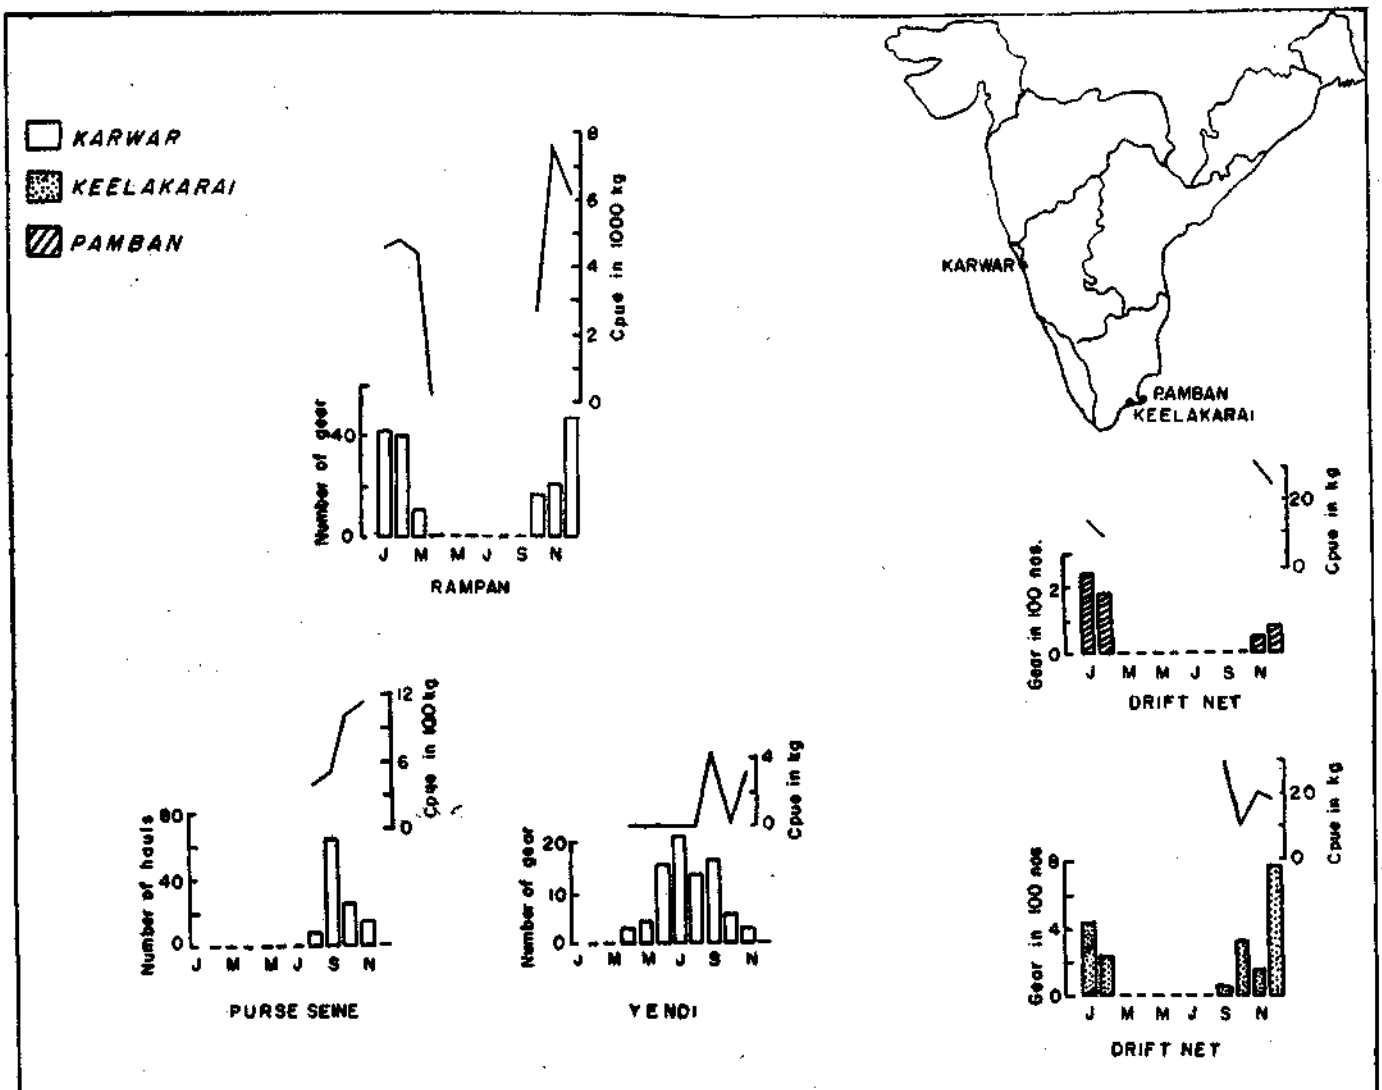 KARWAR
KEELAKARAI
PAMBAN
KARWAR
PAMBAN
KEELAKARAI
8
6
4
2
0
Cpue in 1000 kg
Number of gear
40
0
J M M J S N
RAMPAN
20
0
Cpue in kg
Gear in 100 nos.
2
0
J M M J S N
DRIFT NET
12
6
0
Cpue in 100 kg
Number of hauls
80
40
0
J M M J S N
PURSE SEINE
4
0
Cpue in kg
Number of gear
20
10
0
J M J S N
YENDI
20
0
Cpue in kg
Gear in 100 nos
8
4
0
J M M J S N
DRIFT NET